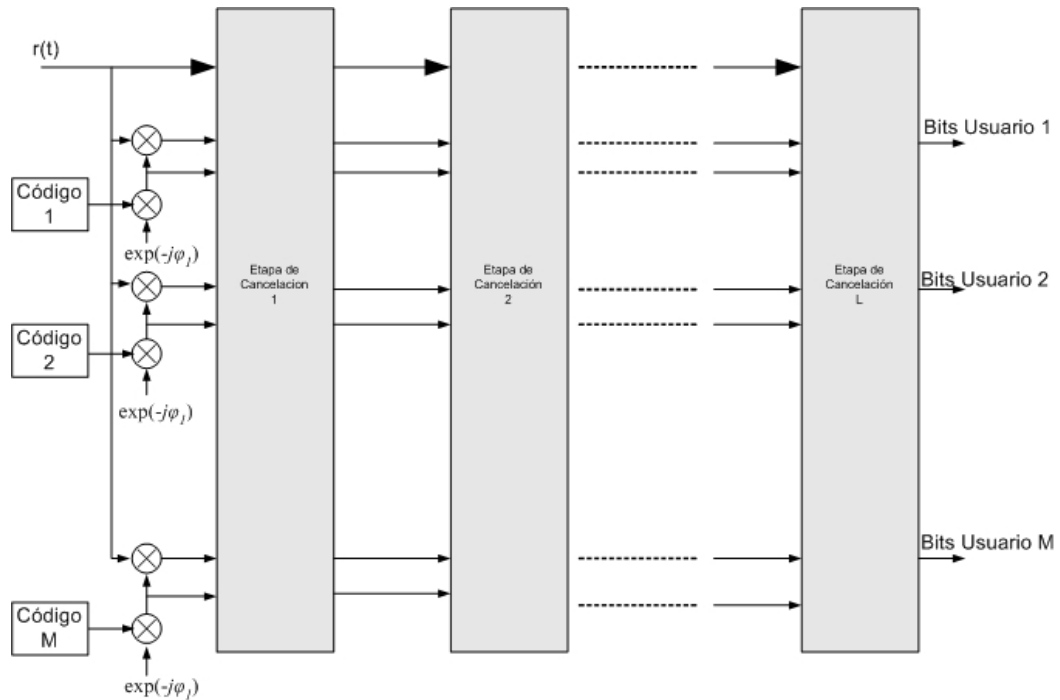 r(t)
Código
1
exp(-jφ₁)
Código
2
exp(-jφ₁)
Código
M
exp(-jφ₁)
Etapa de
Cancelacion
1
Etapa de
Cancelación
2
Etapa de
Cancelación
L
Bits Usuario 1
Bits Usuario 2
Bits Usuario M